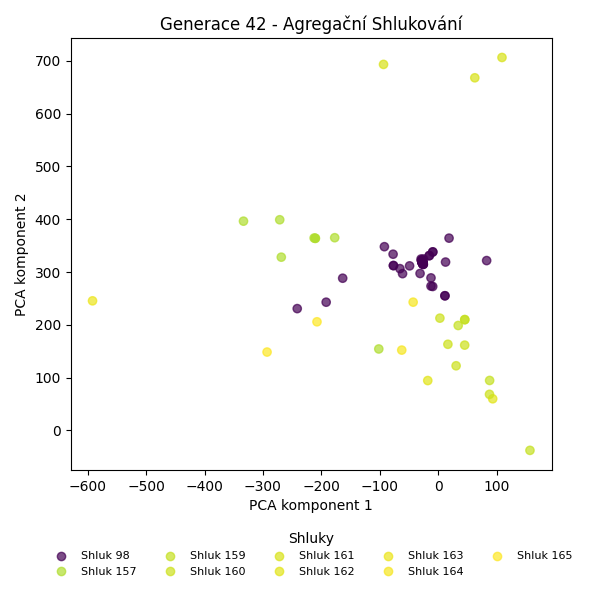 Generace 42 - Agregační Shlukování
700
600
500
400
300
200
100
0
PCA komponent 2
−600 −500 −400 −300 −200 −100 0 100
PCA komponent 1
Shluky
Shluk 98 Shluk 159 Shluk 161 Shluk 163 Shluk 165
Shluk 157 Shluk 160 Shluk 162 Shluk 164